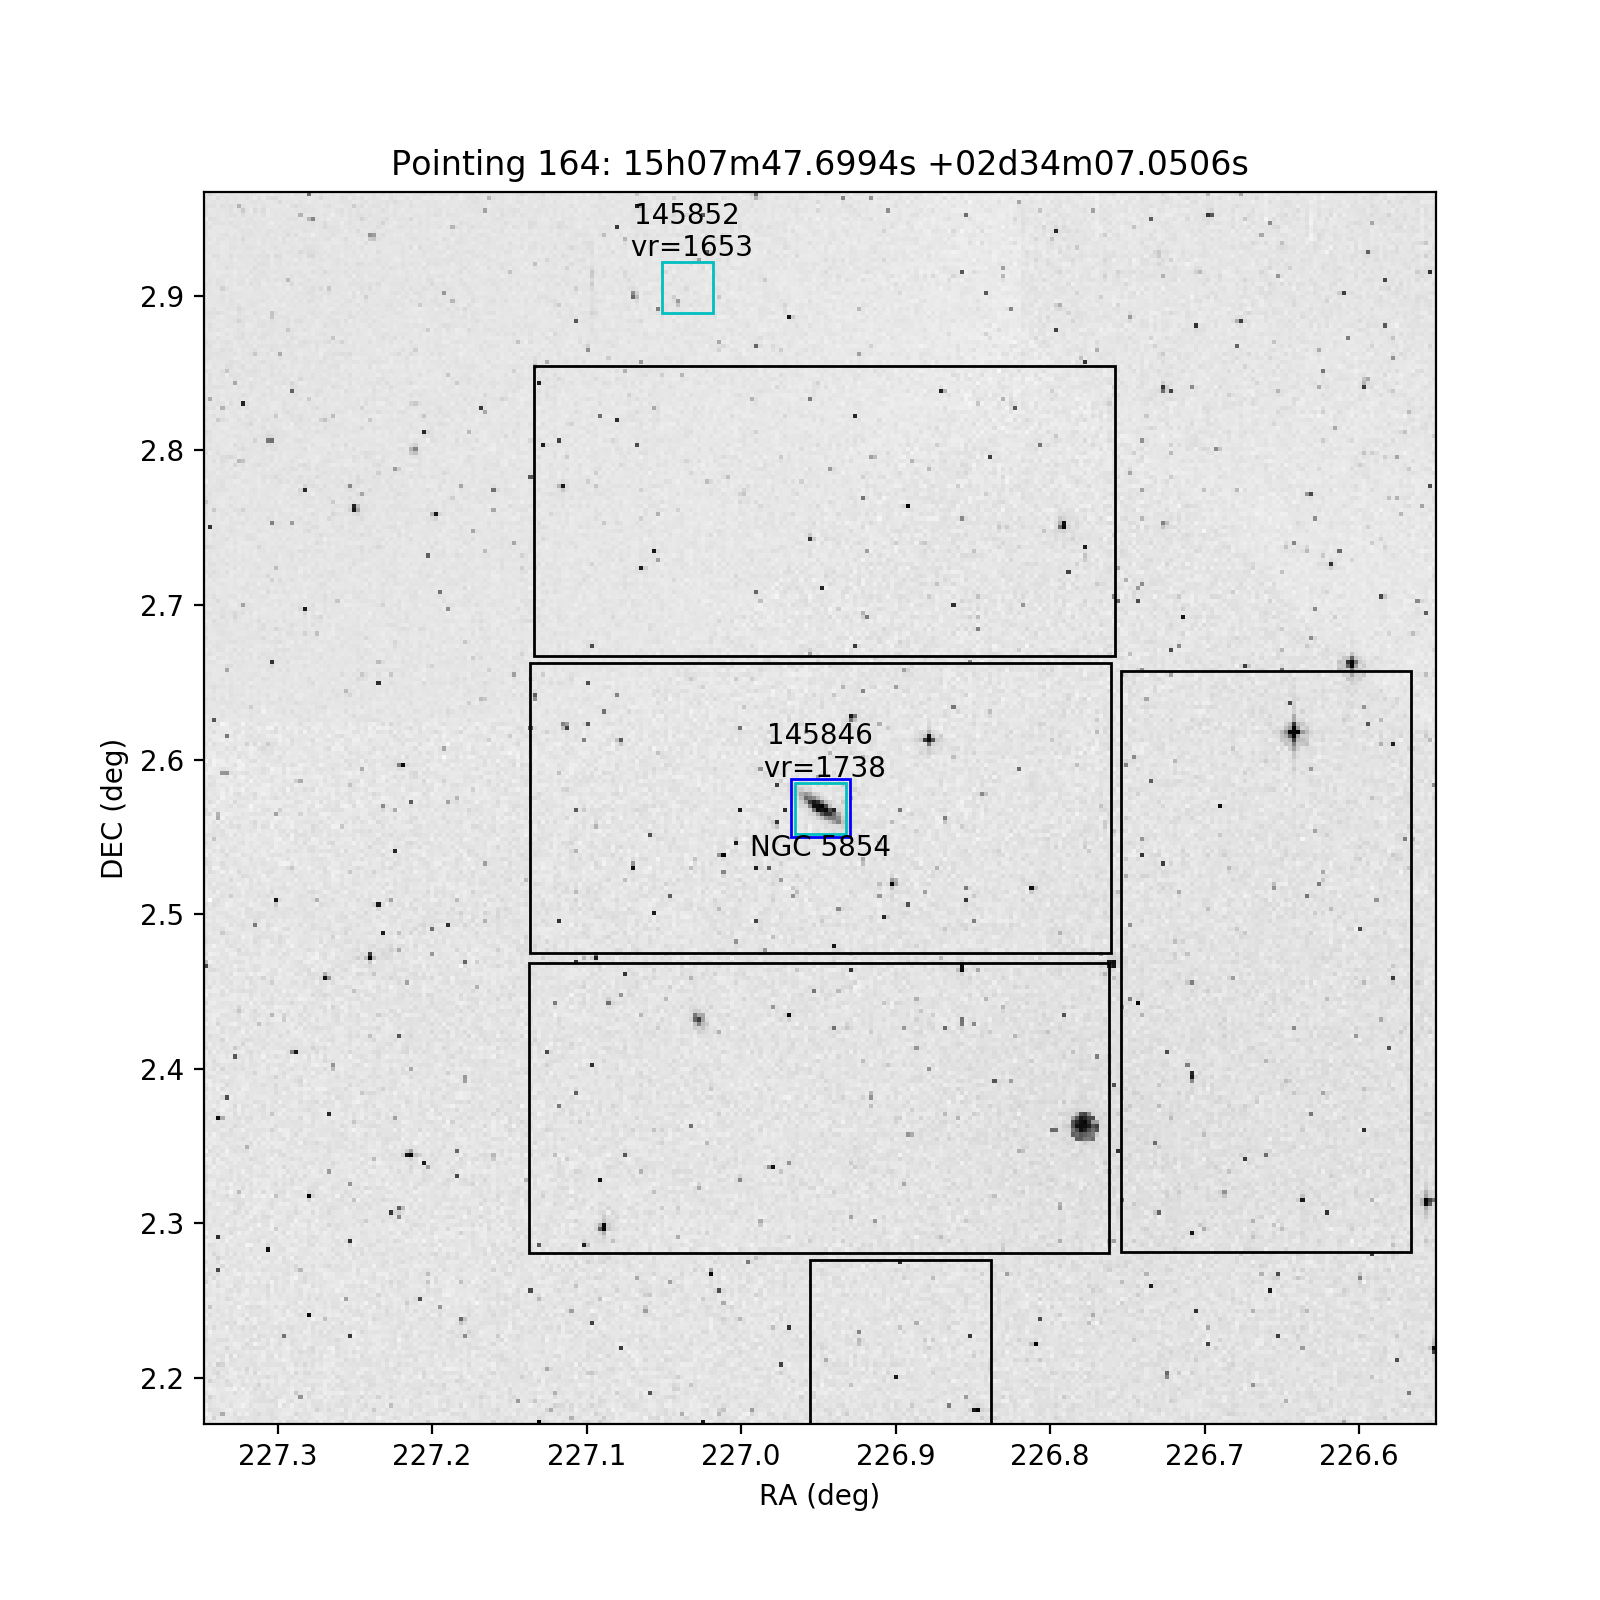 Pointing 164: 15h07m47.6994s +02d34m07.0506s
145852
vr=1653
145846
vr=1738
NGC 5854
2.9
2.8
2.7
2.6
2.5
2.4
2.3
2.2
DEC (deg)
227.3 227.2 227.1 227.0 226.9 226.8 226.7 226.6
RA (deg)